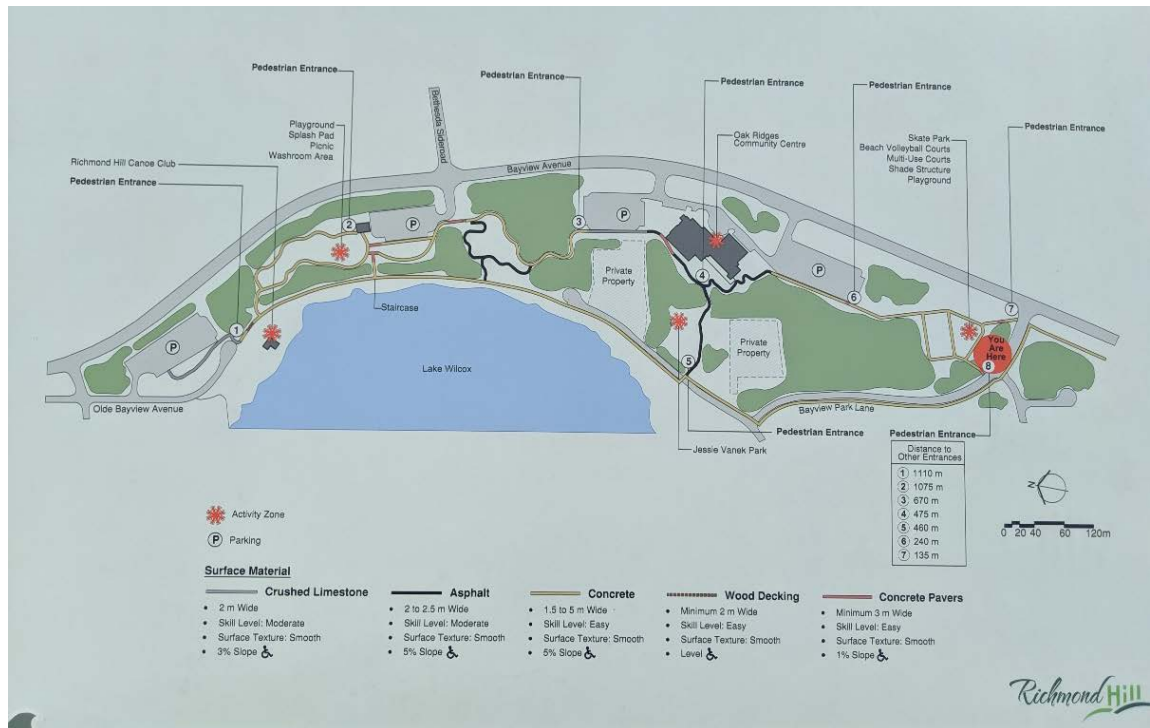 Pedestrian Entrance
Pedestrian Entrance
Pedestrian Entrance
Pedestrian Entrance
Pedestrian Entrance
Playground
Splash Pad
Picnic
Washroom Area
Richmond Hill Canoe Club
Pedestrian Entrance
Bethesda Sideroad
Bayview Avenue
Oak Ridges
Community Centre
Skate Park
Beach Volleyball Courts
Multi-Use Courts
Shade Structure
Playground
2
P
3
P
Private
Property
4
P
6
7
1
P
Staircase
Lake Wilcox
5
Private
Property
You
Are
Here
8
Olde Bayview Avenue
Bayview Park Lane
Pedestrian Entrance
Jessie Vanek Park
Pedestrian Entrance
Distance to
Other Entrances
1 1110 m
2 1075 m
3 670 m
4 475 m
5 460 m
6 240 m
7 135 m
N
0 20 40 60 120m
Activity Zone
P Parking
Surface Material
Crushed Limestone
• 2 m Wide
• Skill Level: Moderate
• Surface Texture: Smooth
• 3% Slope
Asphalt
• 2 to 2.5 m Wide
• Skill Level: Moderate
• Surface Texture: Smooth
• 5% Slope
Concrete
• 1.5 to 5 m Wide
• Skill Level: Easy
• Surface Texture: Smooth
• 5% Slope
Wood Decking
• Minimum 2 m Wide
• Skill Level: Easy
• Surface Texture: Smooth
• Level
Concrete Pavers
• Minimum 3 m Wide
• Skill Level: Easy
• Surface Texture: Smooth
• 1% Slope
Richmond Hill